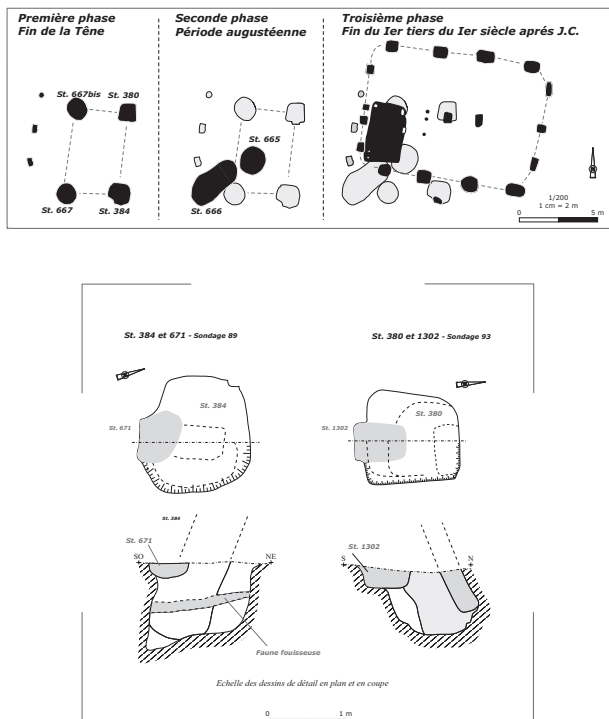 Première phase
Fin de la Têne
St. 667bis St. 380
St. 667 St. 384
Seconde phase
Période augustéenne
St. 665
St. 666
Troisième phase
Fin du Ier tiers du Ier siècle aprés J.C.
1/200
1 cm = 2 m
0 5 m
St. 384 et 671 - Sondage 89
St. 384
St. 671
St. 384
St. 671
SO NE
Faune fouisseuse
St. 380 et 1302 - Sondage 93
St. 380
St. 1302
St. 1302
S N
Echelle des dessins de détail en plan et en coupe
0 1 m